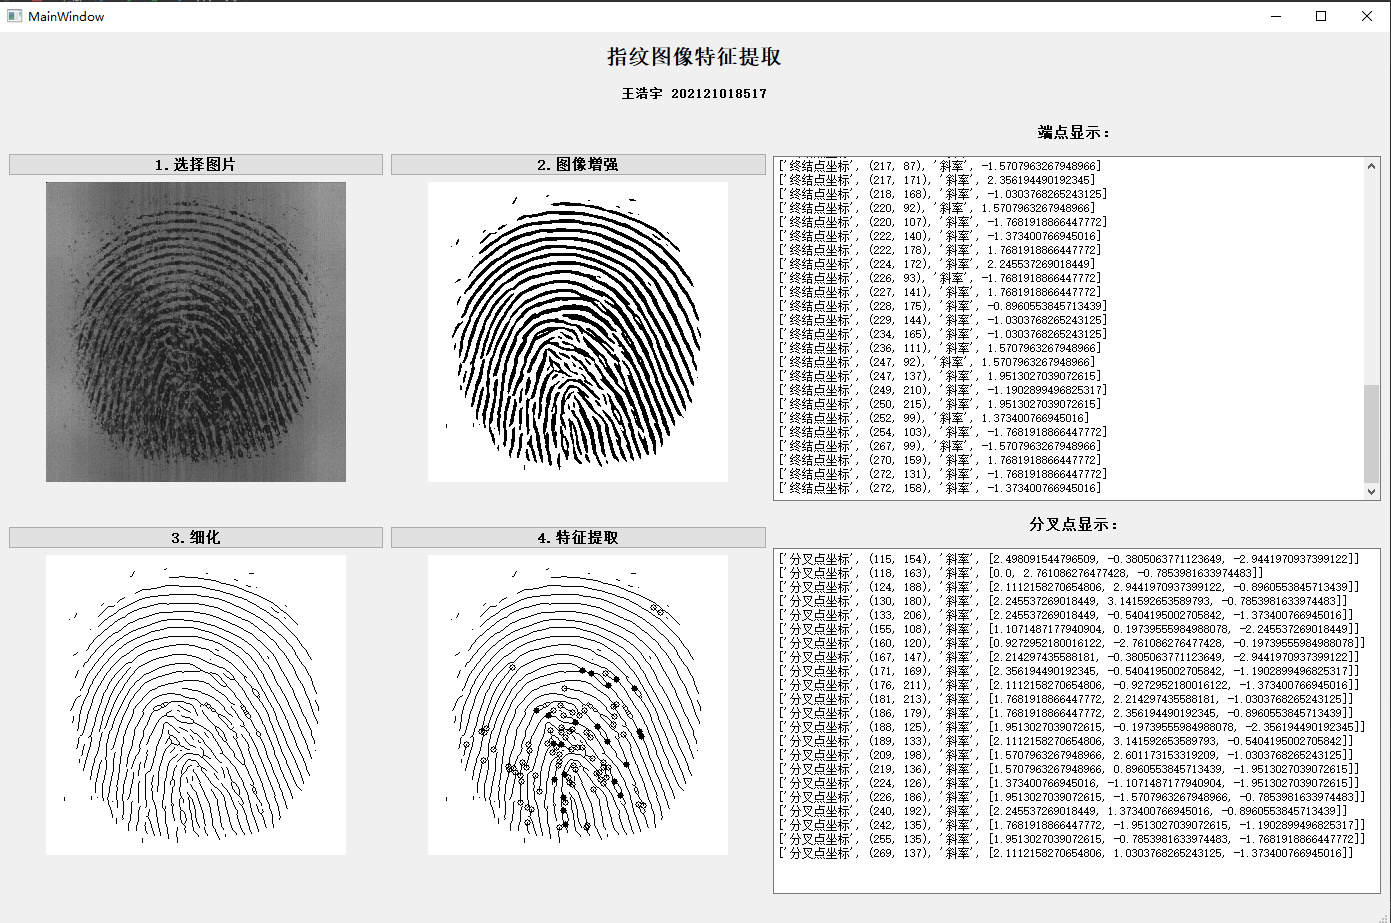 MainWindow
指纹图像特征提取
王浩宇 202121018517
端点显示：
1.选择图片
2.图像增强
['终结点坐标', (217, 87), '斜率', -1.5707963267948966]
['终结点坐标', (217, 171), '斜率', 2.356194490192345]
['终结点坐标', (218, 168), '斜率', -1.0303768265243125]
['终结点坐标', (220, 92), '斜率', 1.5707963267948966]
['终结点坐标', (220, 107), '斜率', -1.7681918866447772]
['终结点坐标', (222, 140), '斜率', -1.373400766945016]
['终结点坐标', (222, 178), '斜率', 1.7681918866447772]
['终结点坐标', (224, 172), '斜率', 2.245537269018449]
['终结点坐标', (226, 93), '斜率', -1.7681918866447772]
['终结点坐标', (227, 141), '斜率', 1.7681918866447772]
['终结点坐标', (228, 175), '斜率', -0.8960553845713439]
['终结点坐标', (229, 144), '斜率', -1.0303768265243125]
['终结点坐标', (234, 165), '斜率', -1.0303768265243125]
['终结点坐标', (236, 111), '斜率', 1.5707963267948966]
['终结点坐标', (247, 92), '斜率', 1.5707963267948966]
['终结点坐标', (247, 137), '斜率', 1.9513027039072615]
['终结点坐标', (249, 210), '斜率', -1.1902899496825317]
['终结点坐标', (250, 215), '斜率', 1.9513027039072615]
['终结点坐标', (252, 99), '斜率', 1.373400766945016]
['终结点坐标', (254, 103), '斜率', -1.7681918866447772]
['终结点坐标', (267, 99), '斜率', -1.5707963267948966]
['终结点坐标', (270, 159), '斜率', 1.7681918866447772]
['终结点坐标', (272, 131), '斜率', -1.7681918866447772]
['终结点坐标', (272, 158), '斜率', -1.373400766945016]
分叉点显示：
3.细化
4.特征提取
['分叉点坐标', (115, 154), '斜率', [2.498091544796509, -0.3805063771123649, -2.9441970937399122]]
['分叉点坐标', (118, 163), '斜率', [0.0, 2.761086276477428, -0.7853981633974483]]
['分叉点坐标', (124, 188), '斜率', [2.1112158270654806, 2.9441970937399122, -0.8960553845713439]]
['分叉点坐标', (130, 180), '斜率', [2.245537269018449, 3.141592653589793, -0.7853981633974483]]
['分叉点坐标', (133, 206), '斜率', [2.245537269018449, -0.5404195002705842, -1.373400766945016]]
['分叉点坐标', (155, 108), '斜率', [1.1071487177940904, 0.19739555984988078, -2.245537269018449]]
['分叉点坐标', (160, 120), '斜率', [0.9272952180016122, -2.761086276477428, -0.19739555984988078]]
['分叉点坐标', (167, 147), '斜率', [2.214297435588181, -0.3805063771123649, -2.9441970937399122]]
['分叉点坐标', (171, 169), '斜率', [2.356194490192345, -0.5404195002705842, -1.1902899496825317]]
['分叉点坐标', (176, 211), '斜率', [2.1112158270654806, -0.9272952180016122, -1.373400766945016]]
['分叉点坐标', (181, 213), '斜率', [1.7681918866447772, 2.214297435588181, -1.0303768265243125]]
['分叉点坐标', (186, 179), '斜率', [1.7681918866447772, 2.356194490192345, -0.8960553845713439]]
['分叉点坐标', (188, 125), '斜率', [1.9513027039072615, -0.19739555984988078, -2.356194490192345]]
['分叉点坐标', (189, 133), '斜率', [2.1112158270654806, 3.141592653589793, -0.5404195002705842]]
['分叉点坐标', (209, 198), '斜率', [1.5707963267948966, 2.601173153319209, -1.0303768265243125]]
['分叉点坐标', (219, 136), '斜率', [1.5707963267948966, 0.8960553845713439, -1.9513027039072615]]
['分叉点坐标', (224, 126), '斜率', [1.373400766945016, -1.1071487177940904, -1.9513027039072615]]
['分叉点坐标', (226, 186), '斜率', [1.9513027039072615, -1.5707963267948966, -0.7853981633974483]]
['分叉点坐标', (240, 192), '斜率', [2.245537269018449, 1.373400766945016, -0.8960553845713439]]
['分叉点坐标', (242, 135), '斜率', [1.7681918866447772, -1.9513027039072615, -1.1902899496825317]]
['分叉点坐标', (255, 135), '斜率', [1.9513027039072615, -0.7853981633974483, -1.7681918866447772]]
['分叉点坐标', (269, 137), '斜率', [2.1112158270654806, 1.0303768265243125, -1.373400766945016]]